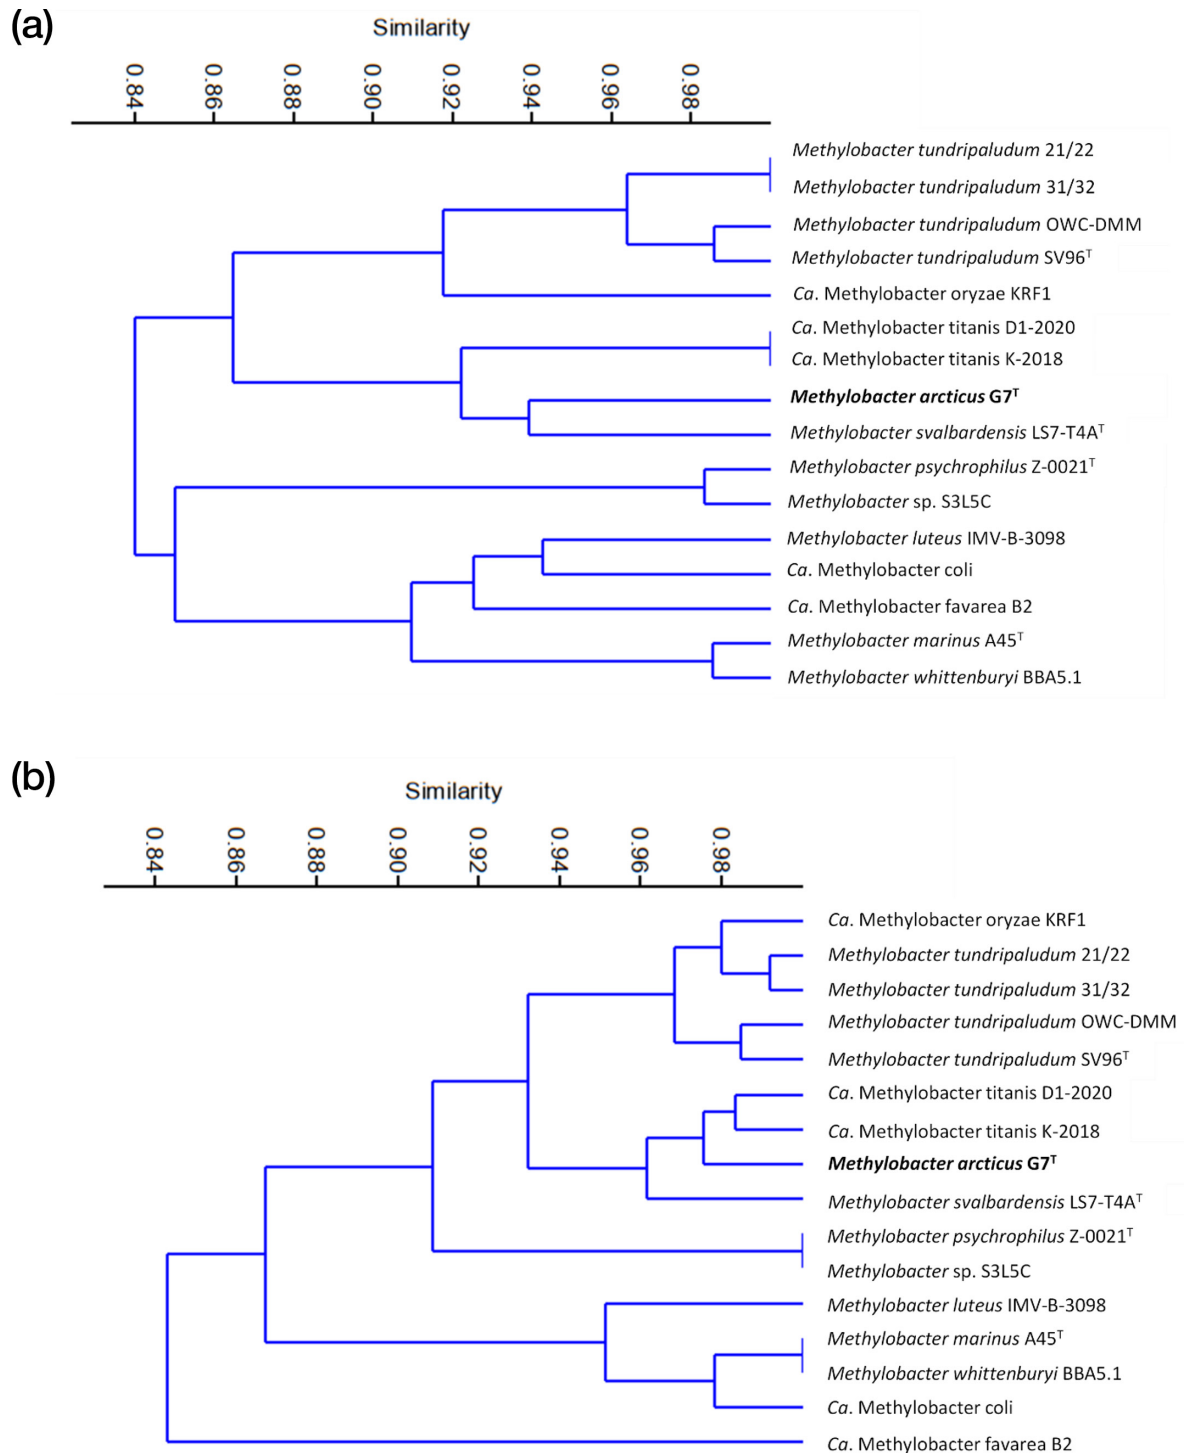 (a)
Similarity
0.84 0.86 0.88 0.90 0.92 0.94 0.96 0.98
Methylobacter tundripaludum 21/22
Methylobacter tundripaludum 31/32
Methylobacter tundripaludum OWC-DMM
Methylobacter tundripaludum SV96ᵀ
Ca. Methylobacter oryzae KRF1
Ca. Methylobacter titanis D1-2020
Ca. Methylobacter titanis K-2018
Methylobacter arcticus G7ᵀ
Methylobacter svalbardensis LS7-T4Aᵀ
Methylobacter psychrophilus Z-0021ᵀ
Methylobacter sp. S3L5C
Methylobacter luteus IMV-B-3098
Ca. Methylobacter coli
Ca. Methylobacter favarea B2
Methylobacter marinus A45ᵀ
Methylobacter whittenburyi BBA5.1
(b)
Similarity
0.84 0.86 0.88 0.90 0.92 0.94 0.96 0.98
Ca. Methylobacter oryzae KRF1
Methylobacter tundripaludum 21/22
Methylobacter tundripaludum 31/32
Methylobacter tundripaludum OWC-DMM
Methylobacter tundripaludum SV96ᵀ
Ca. Methylobacter titanis D1-2020
Ca. Methylobacter titanis K-2018
Methylobacter arcticus G7ᵀ
Methylobacter svalbardensis LS7-T4Aᵀ
Methylobacter psychrophilus Z-0021ᵀ
Methylobacter sp. S3L5C
Methylobacter luteus IMV-B-3098
Methylobacter marinus A45ᵀ
Methylobacter whittenburyi BBA5.1
Ca. Methylobacter coli
Ca. Methylobacter favarea B2